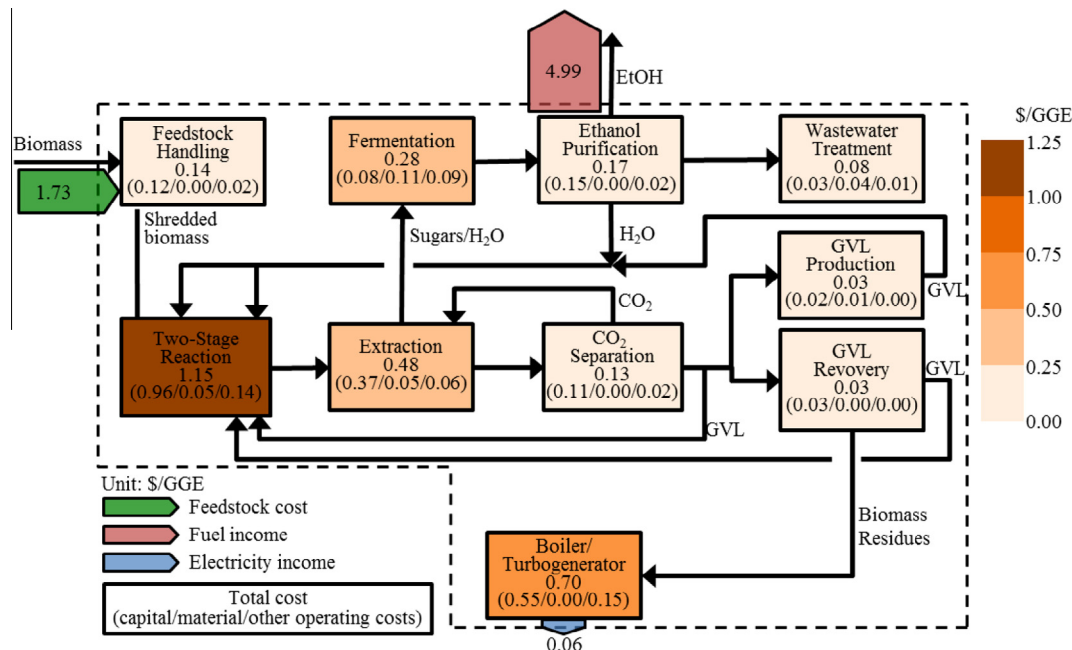 4.99
EtOH
$/GGE
Biomass
1.73
Feedstock
Handling
0.14
(0.12/0.00/0.02)
Fermentation
0.28
(0.08/0.11/0.09)
Ethanol
Purification
0.17
(0.15/0.00/0.02)
Wastewater
Treatment
0.08
(0.03/0.04/0.01)
1.25
1.00
0.75
0.50
0.25
0.00
Shredded
biomass
Sugars/H₂O
H₂O
GVL
Production
0.03
(0.02/0.01/0.00)
GVL
CO₂
Two-Stage
Reaction
1.15
(0.96/0.05/0.14)
Extraction
0.48
(0.37/0.05/0.06)
CO₂
Separation
0.13
(0.11/0.00/0.02)
GVL
Revovery
0.03
(0.03/0.00/0.00)
GVL
GVL
Unit: $/GGE
Feedstock cost
Fuel income
Electricity income
Total cost
(capital/material/other operating costs)
Biomass
Residues
Boiler/
Turbogenerator
0.70
(0.55/0.00/0.15)
0.06